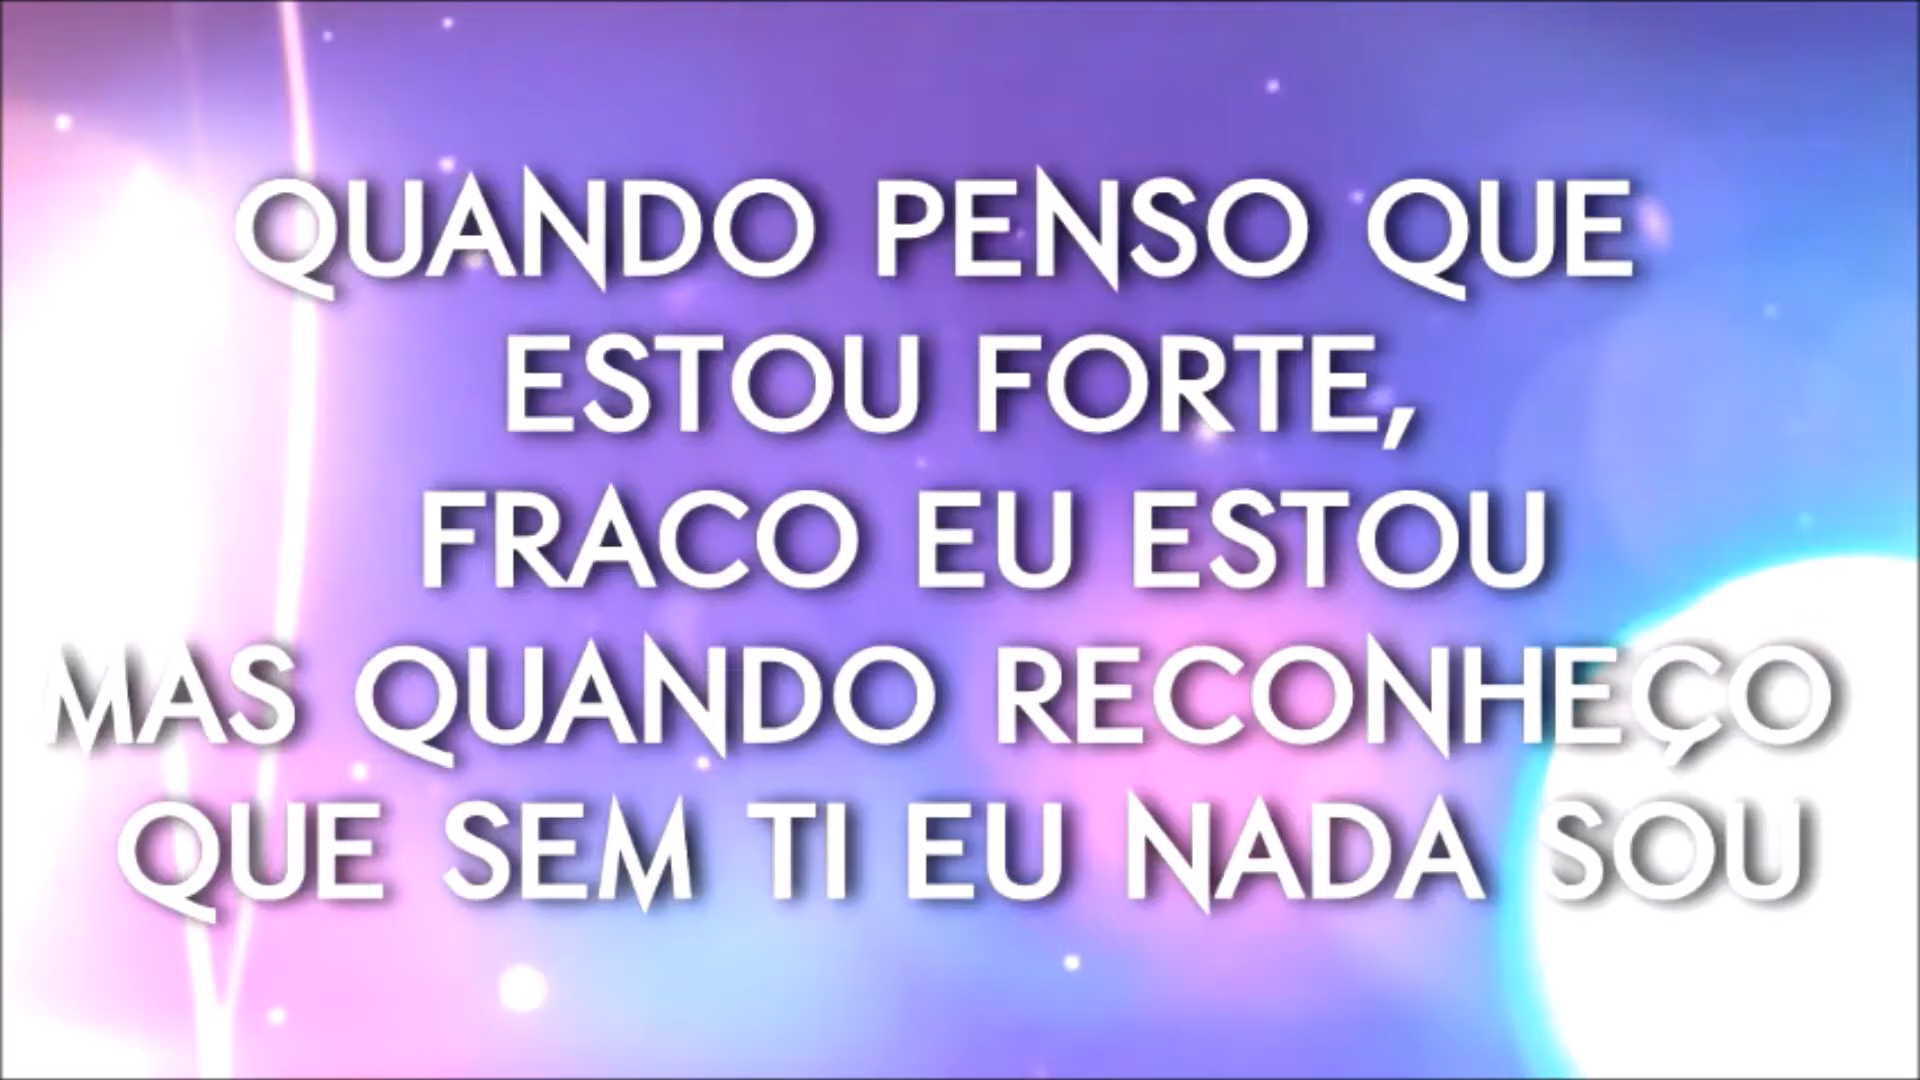 QUANDO PENSO QUE
ESTOU FORTE,
FRACO EU ESTOU
MAS QUANDO RECONHEÇO
QUE SEM TI EU NADA SOU